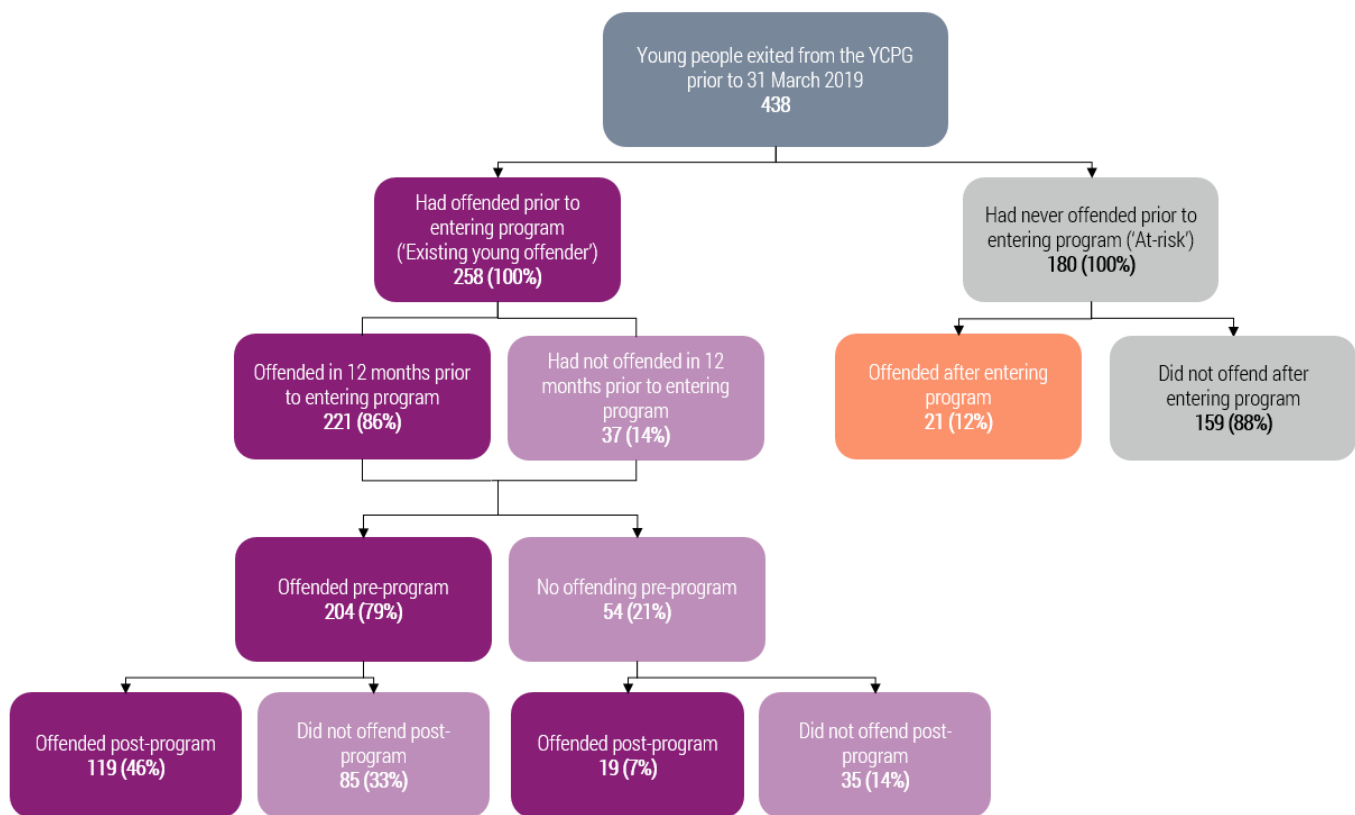 Young people exited from the YCPG
prior to 31 March 2019
438
Had offended prior to
entering program
(‘Existing young offender’)
258 (100%)
Had never offended prior to
entering program (‘At-risk’)
180 (100%)
Offended in 12 months prior
to entering program
221 (86%)
Had not offended in 12
months prior to entering
program
37 (14%)
Offended after entering
program
21 (12%)
Did not offend after
entering program
159 (88%)
Offended pre-program
204 (79%)
No offending pre-program
54 (21%)
Offended post-program
119 (46%)
Did not offend post-
program
85 (33%)
Offended post-program
19 (7%)
Did not offend post-
program
35 (14%)